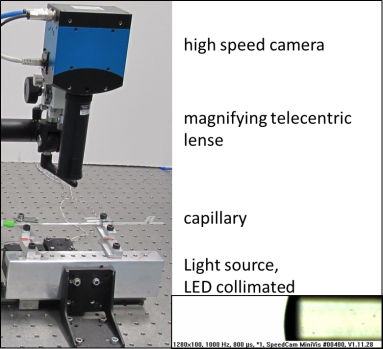 high speed camera
magnifying telecentric
lense
capillary
Light source,
LED collimated
1280x100, 1000 Hz, 800 µs, *1, SpeedCam MiniVis #00480, V1.11.28